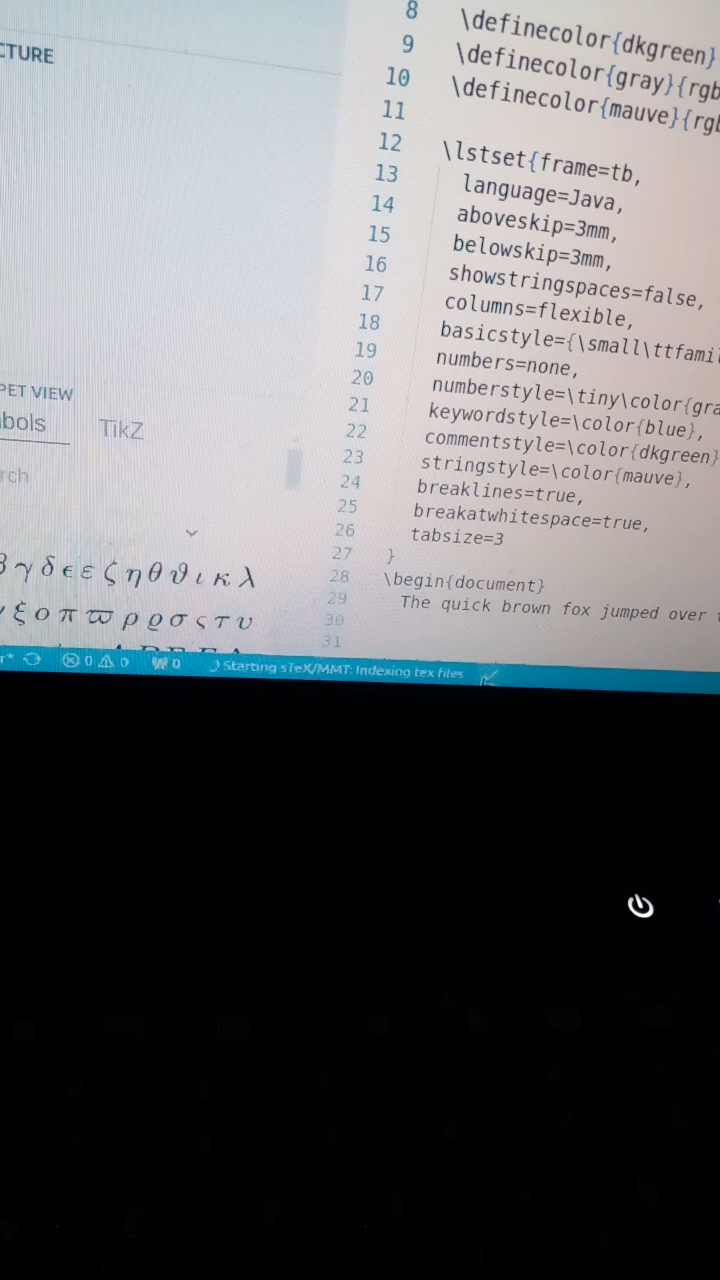 CTURE
8 \definecolor{dkgreen}
9 \definecolor{gray}{rgb
10 \definecolor{mauve}{rgb
11
12 \lstset{frame=tb,
13 language=Java,
14 aboveskip=3mm,
15 belowskip=3mm,
16 showstringspaces=false,
17 columns=flexible,
18 basicstyle={\small\ttfamil
19 numbers=none,
20 numberstyle=\tiny\color{gra
21 keywordstyle=\color{blue},
22 commentstyle=\color{dkgreen}
23 stringstyle=\color{mauve},
24 breaklines=true,
25 breakatwhitespace=true,
26 tabsize=3
27 }
28 \begin{document}
29 The quick brown fox jumped over
30
31
PET VIEW
bols TikZ
rch
β γ δ ϵ ε ζ η θ ϑ ι κ λ
ξ ο π ϖ ρ ϱ σ ς τ υ
0 0 0 Starting sTeX/MMT: Indexing tex files